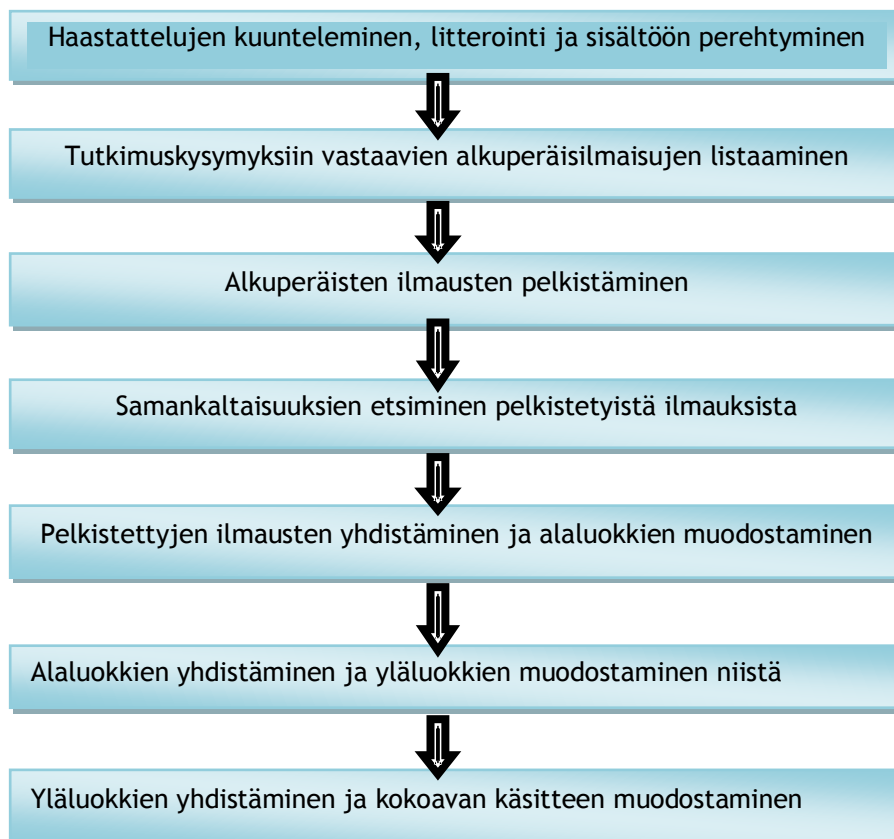 Haastattelujen kuunteleminen, litterointi ja sisältöön perehtyminen
Tutkimuskysymyksiin vastaavien alkuperäisilmaisujen listaaminen
Alkuperäisten ilmausten pelkistäminen
Samankaltaisuuksien etsiminen pelkistetyistä ilmauksista
Pelkistettyjen ilmausten yhdistäminen ja alaluokkien muodostaminen
Alaluokkien yhdistäminen ja yläluokkien muodostaminen niistä
Yläluokkien yhdistäminen ja kokoavan käsitteen muodostaminen